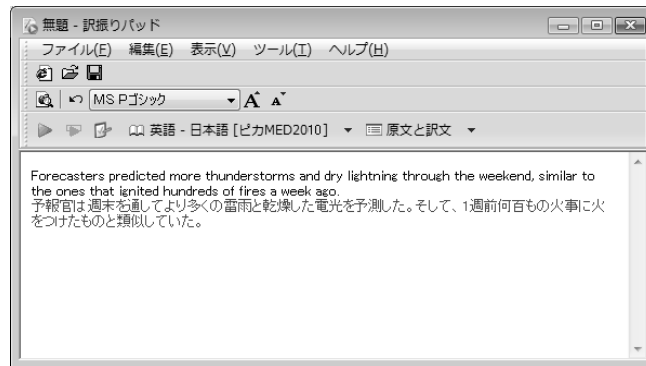 無題 - 訳振りパッド
ファイル(F) 編集(E) 表示(V) ツール(T) ヘルプ(H)
MS Pゴシック A A
英語 - 日本語 [ピカMED2010] 原文と訳文
Forecasters predicted more thunderstorms and dry lightning through the weekend, similar to
the ones that ignited hundreds of fires a week ago.
予報官は週末を通してより多くの雷雨と乾燥した電光を予測した。そして、1週前何百もの火事に火
をつけたものと類似していた。